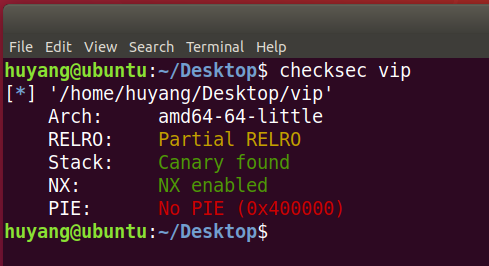 File Edit View Search Terminal Help
huyang@ubuntu:~/Desktop$ checksec vip
[*] '/home/huyang/Desktop/vip'
    Arch:     amd64-64-little
    RELRO:    Partial RELRO
    Stack:    Canary found
    NX:       NX enabled
    PIE:      No PIE (0x400000)
huyang@ubuntu:~/Desktop$